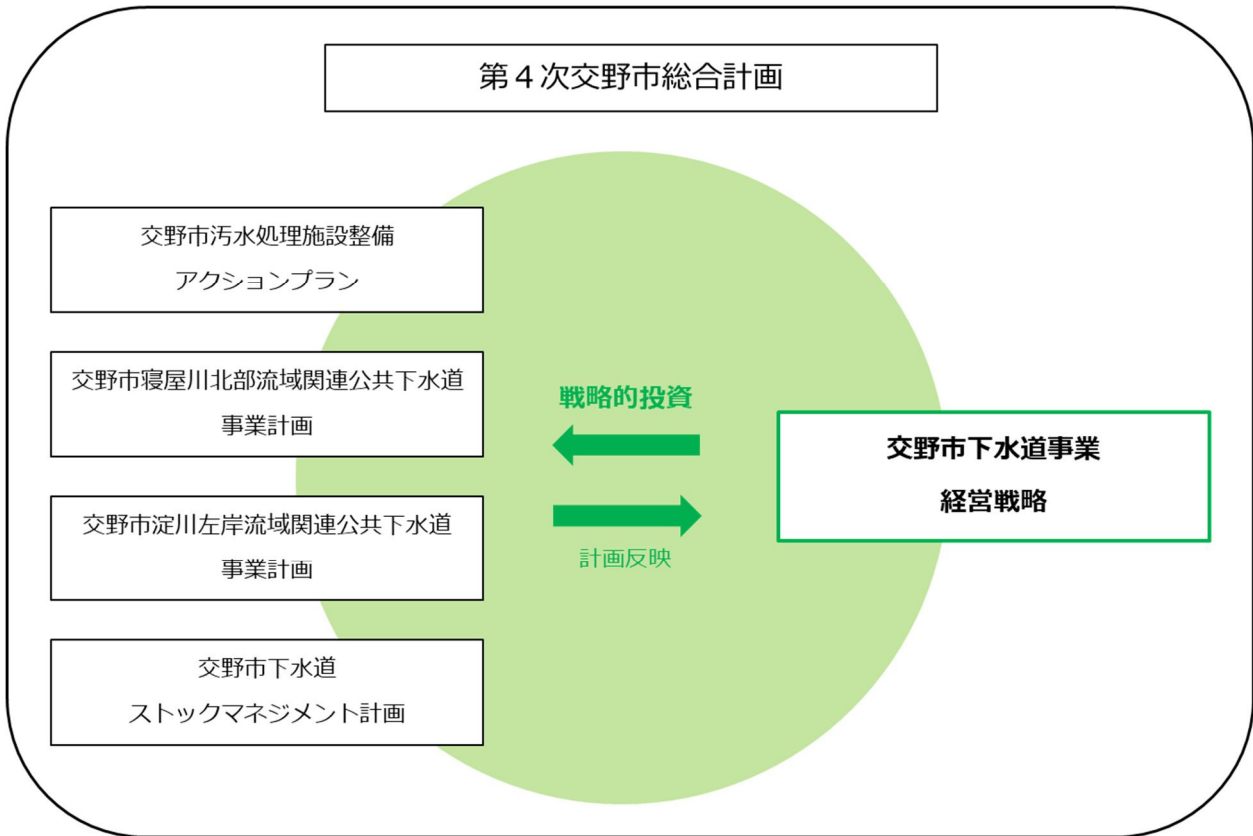 第４次交野市総合計画
交野市汚水処理施設整備
アクションプラン
交野市寝屋川北部流域関連公共下水道
事業計画
交野市淀川左岸流域関連公共下水道
事業計画
交野市下水道
ストックマネジメント計画
戦略的投資
計画反映
交野市下水道事業
経営戦略